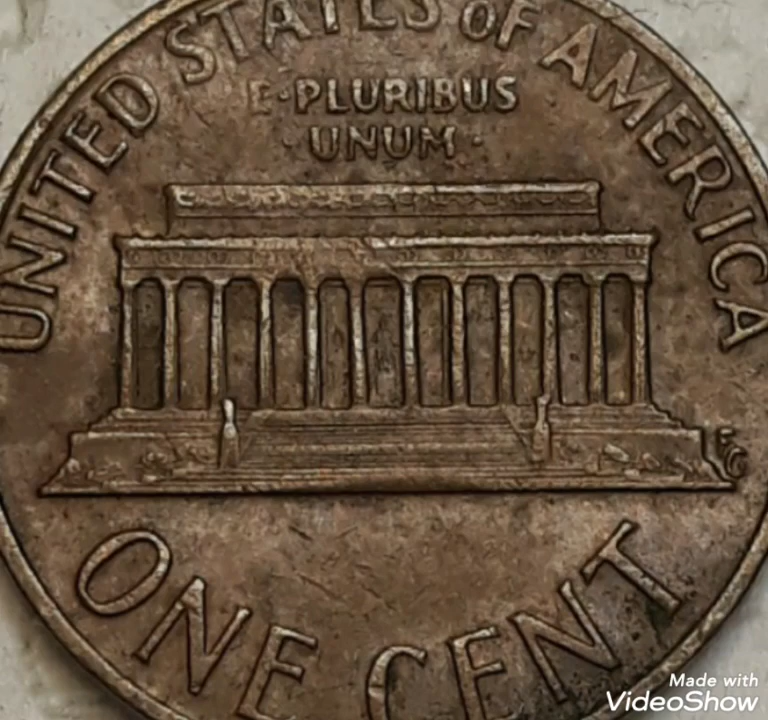 UNITED STATES OF AMERICA
E·PLURIBUS
UNUM·
FG
ONE CENT
Made with
VideoShow